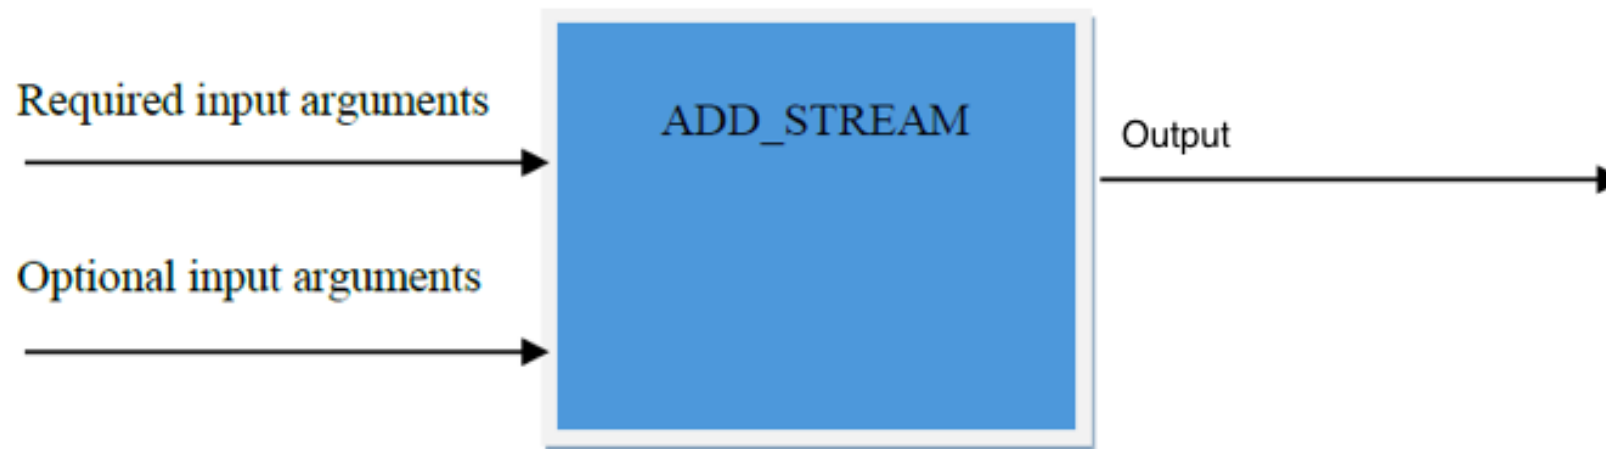 Required input arguments
ADD_STREAM
Output
Optional input arguments